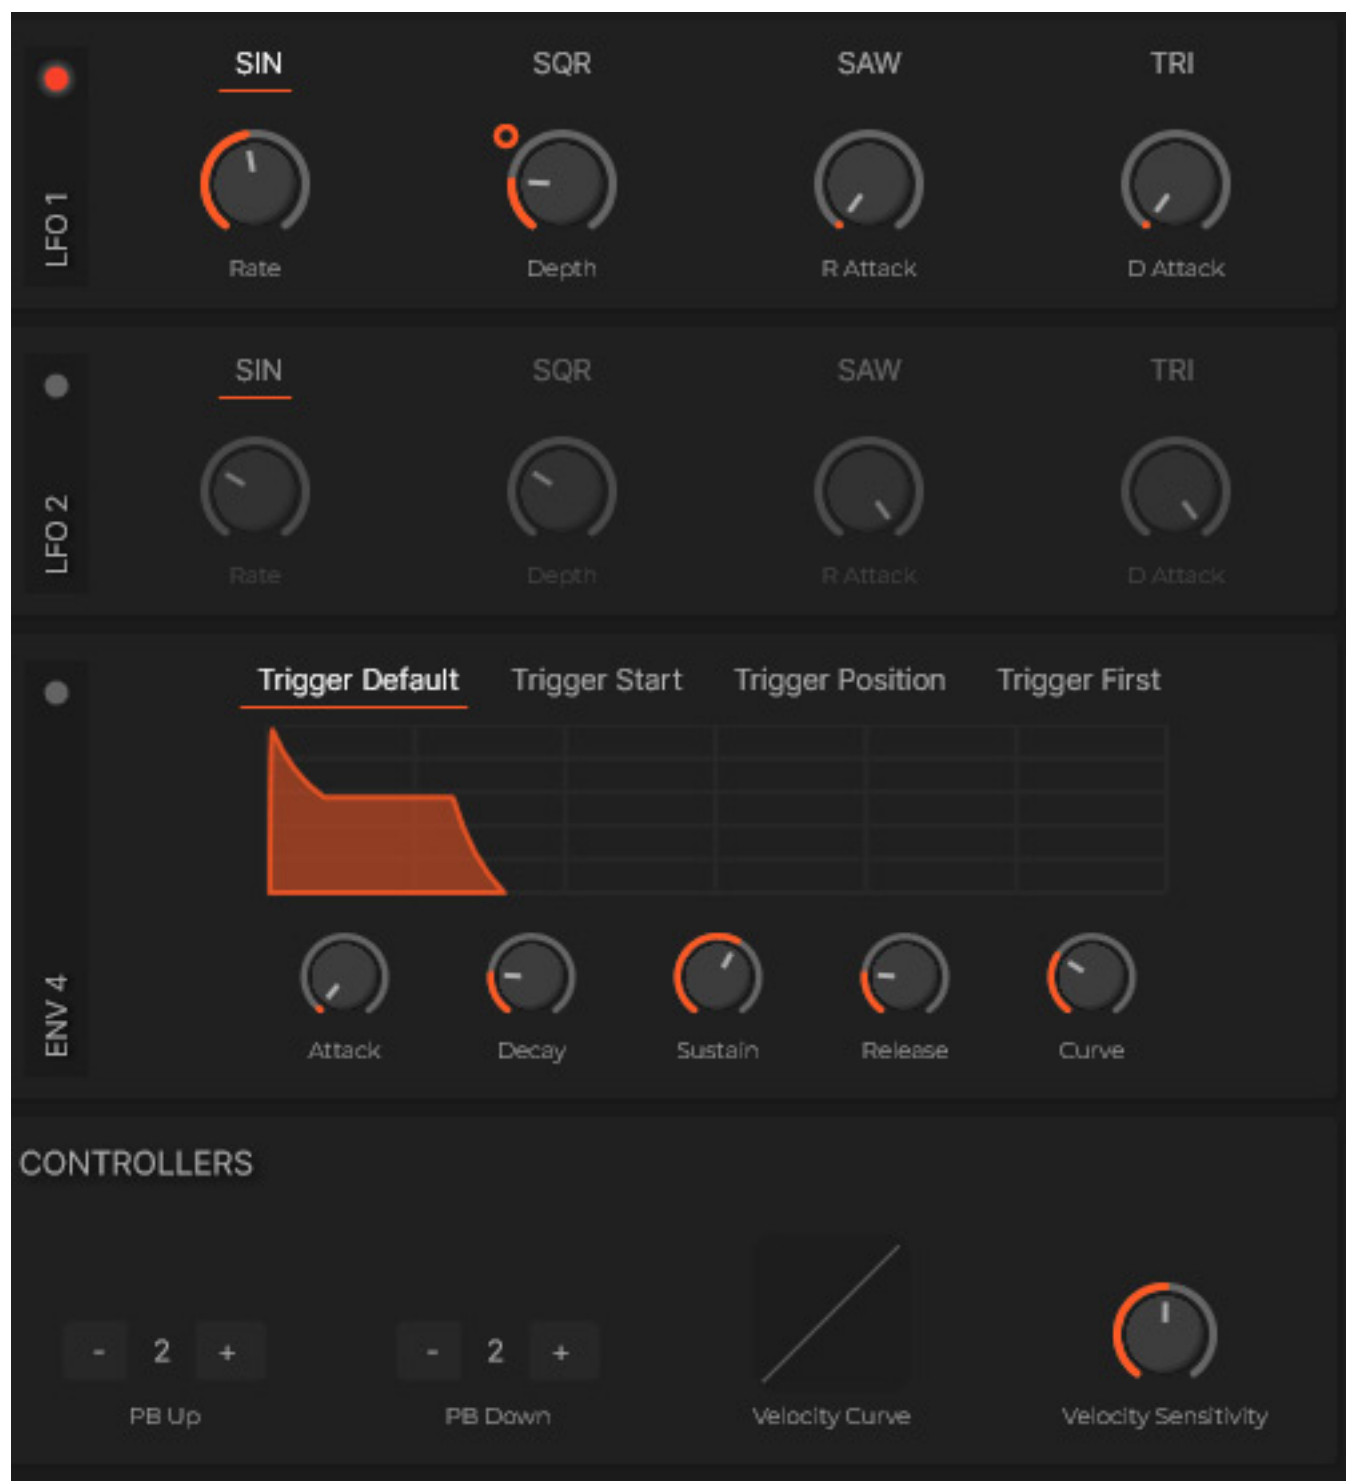 SIN SQR SAW TRI
LFO 1
Rate Depth R Attack D Attack
SIN SQR SAW TRI
LFO 2
Rate Depth R Attack D Attack
Trigger Default Trigger Start Trigger Position Trigger First
ENV 4
Attack Decay Sustain Release Curve
CONTROLLERS
- 2 + - 2 +
PB Up PB Down Velocity Curve Velocity Sensitivity